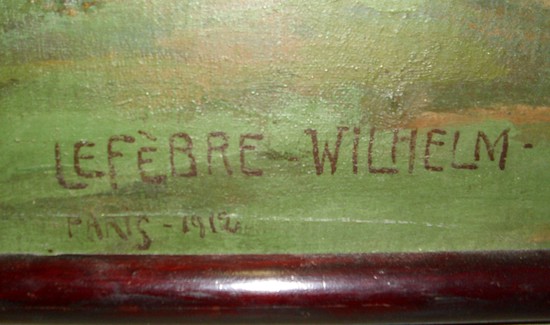 LEFÈBRE - WILHELM -
PARIS - 1912